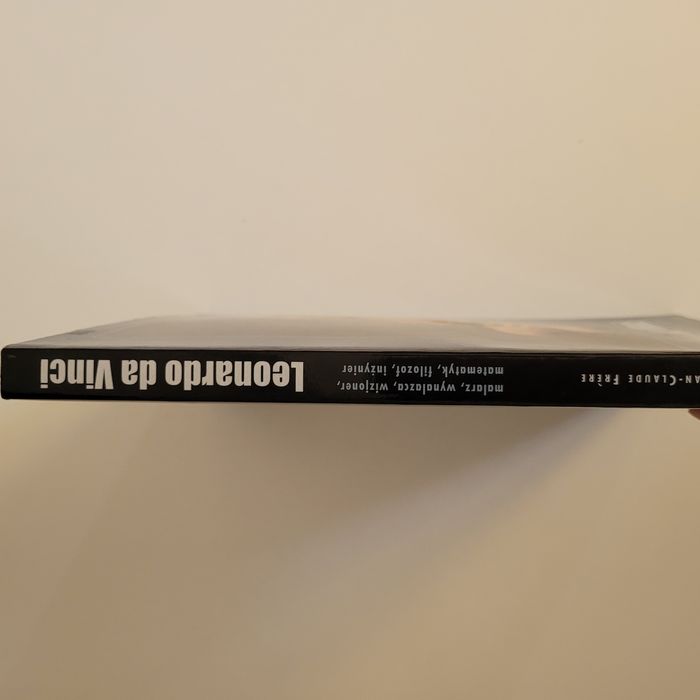 AN-CLAUDE FRÈRE
malarz, wynalazca, wizjoner,
matematyk, filozof, inżynier
Leonardo da Vinci